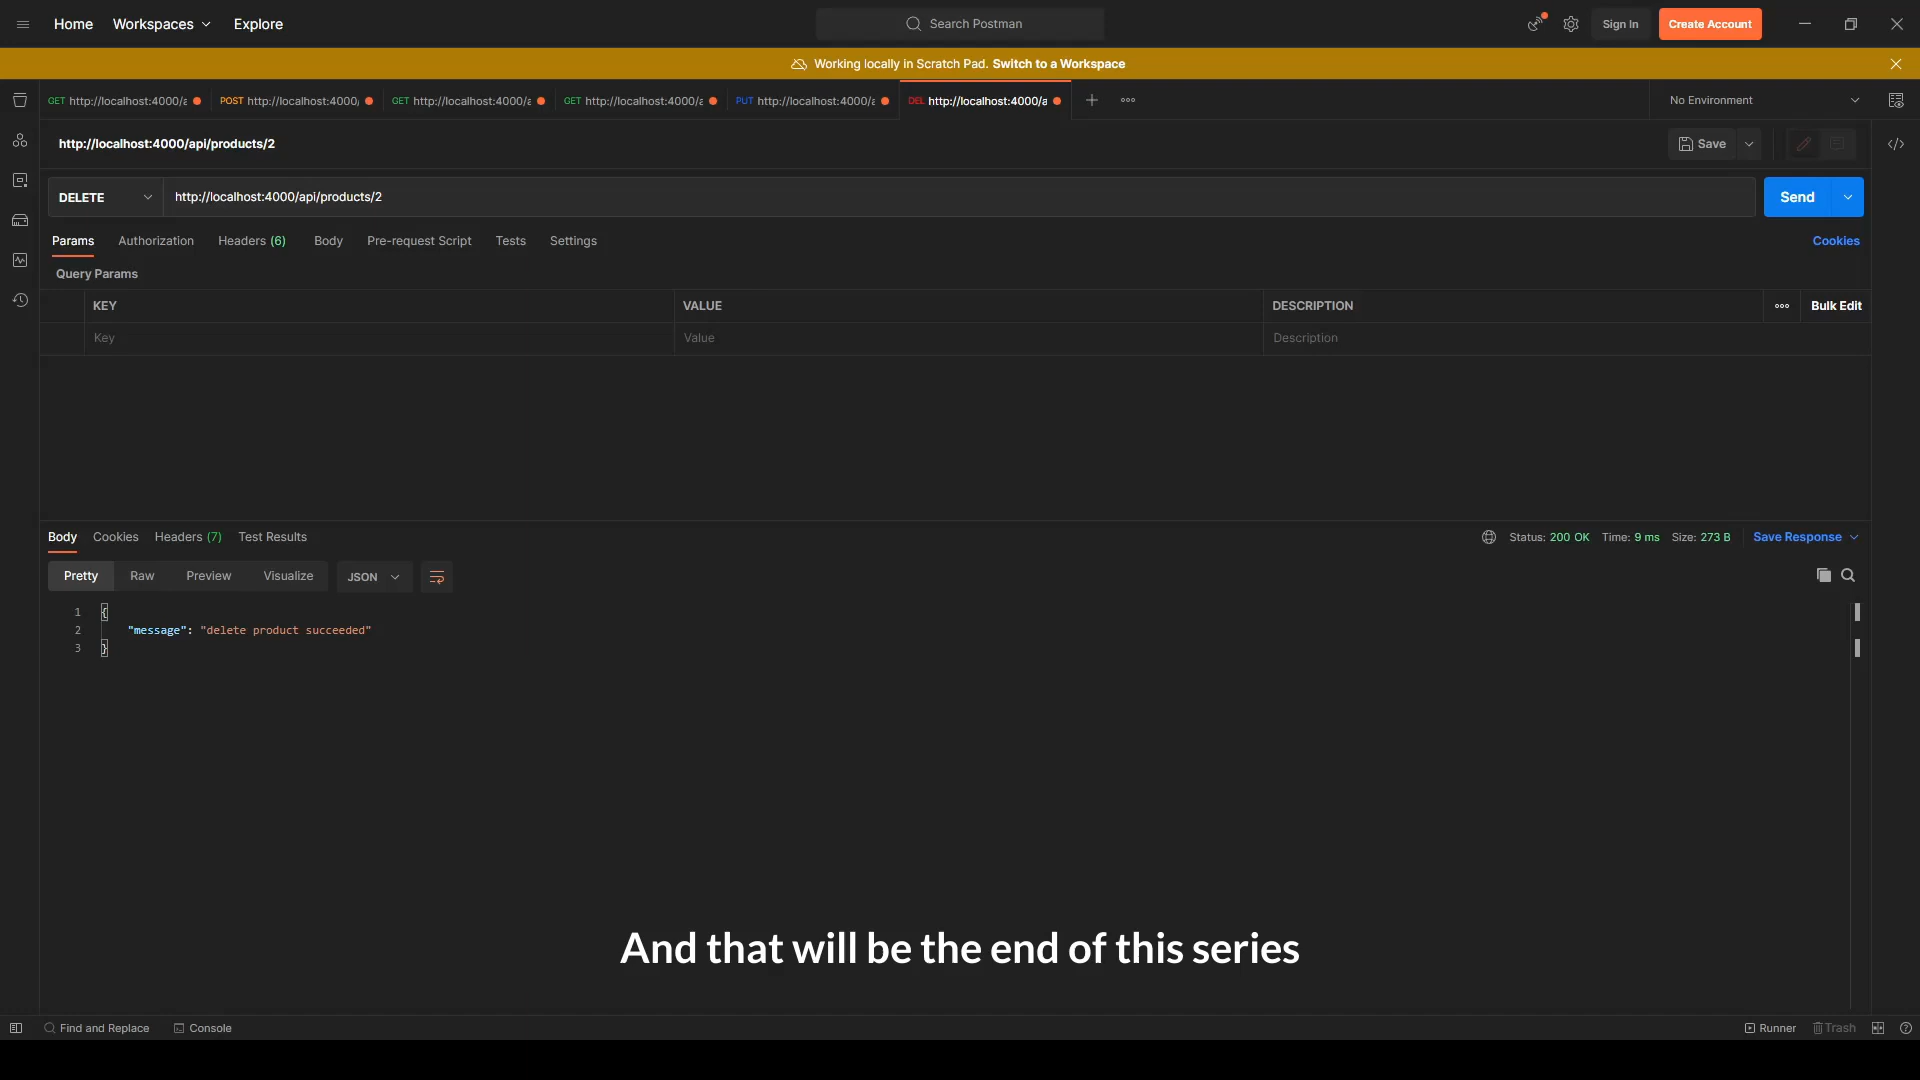 Home Workspaces Explore Search Postman Sign In Create Account
Working locally in Scratch Pad. Switch to a Workspace
GET http://localhost:4000/a POST http://localhost:4000/ GET http://localhost:4000/a GET http://localhost:4000/a PUT http://localhost:4000/a DEL http://localhost:4000/a No Environment
http://localhost:4000/api/products/2 Save
DELETE http://localhost:4000/api/products/2 Send
Params Authorization Headers (6) Body Pre-request Script Tests Settings Cookies
Query Params
KEY VALUE DESCRIPTION Bulk Edit
Key Value Description
Body Cookies Headers (7) Test Results Status: 200 OK Time: 9 ms Size: 273 B Save Response
Pretty Raw Preview Visualize JSON
1 {
2 "message": "delete product succeeded"
3 }
And that will be the end of this series
Find and Replace Console Runner Trash